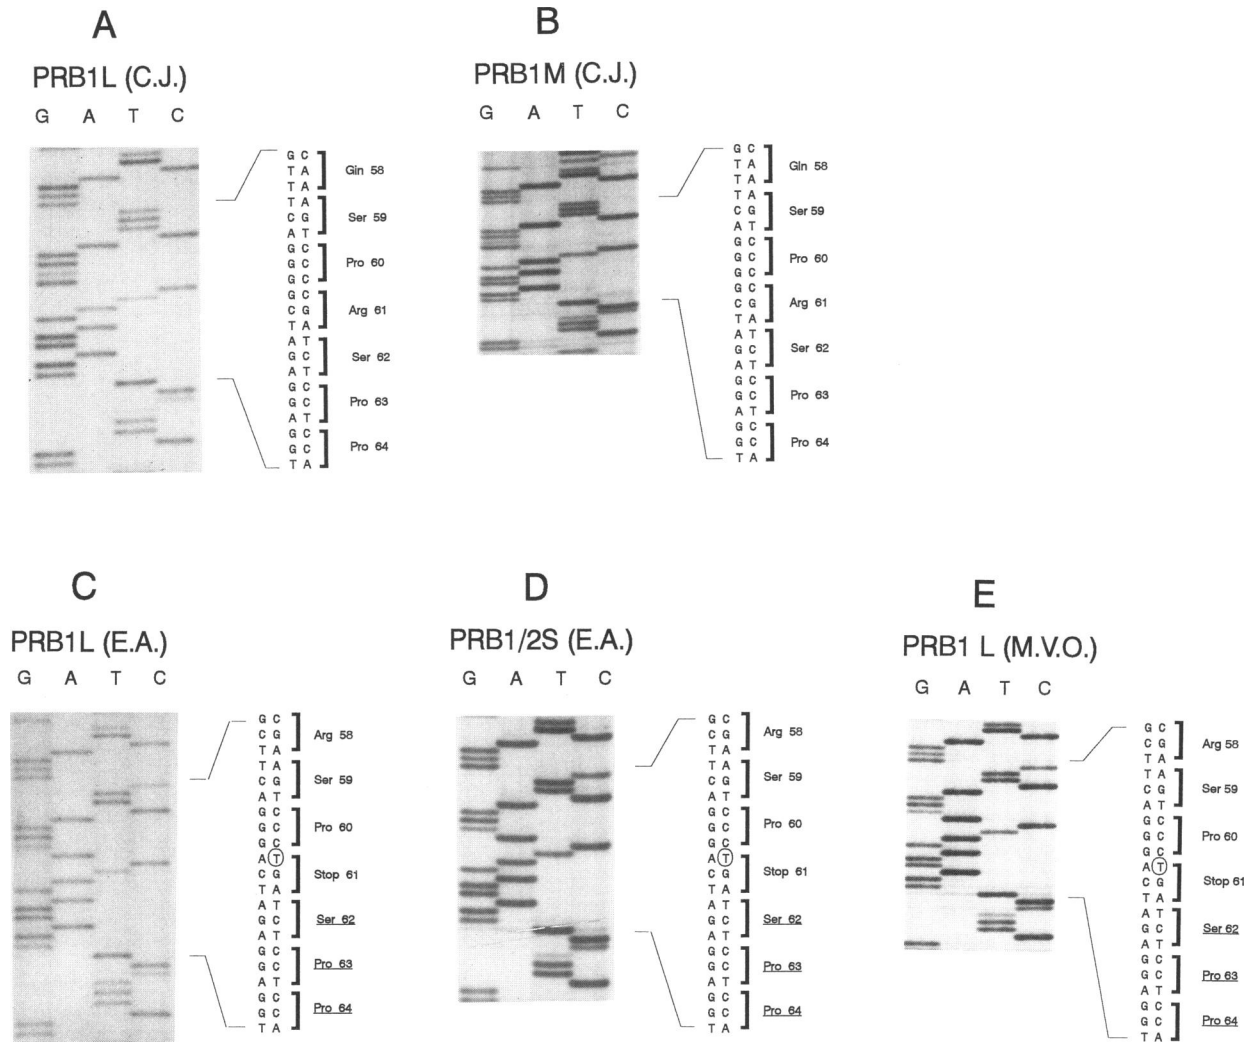 A
PRB1L (C.J.)
G A T C
G C
T A Gln 58
T A
T A
C G Ser 59
A T
G C
G C Pro 60
G C
G C
C G Arg 61
T A
A T
G C Ser 62
A T
G C
G C Pro 63
A T
G C
G C Pro 64
T A
B
PRB1M (C.J.)
G A T C
G C
T A Gln 58
T A
T A
C G Ser 59
A T
G C
G C Pro 60
G C
G C
C G Arg 61
T A
A T
G C Ser 62
A T
G C
G C Pro 63
A T
G C
G C Pro 64
T A
C
PRB1L (E.A.)
G A T C
G C
C G Arg 58
T A
T A
C G Ser 59
A T
G C
G C Pro 60
G C
A T
C G Stop 61
T A
A T
G C Ser 62
A T
G C
G C Pro 63
A T
G C
G C Pro 64
T A
D
PRB1/2S (E.A.)
G A T C
G C
C G Arg 58
T A
T A
C G Ser 59
A T
G C
G C Pro 60
G C
A T
C G Stop 61
T A
A T
G C Ser 62
A T
G C
G C Pro 63
A T
G C
G C Pro 64
T A
E
PRB1 L (M.V.O.)
G A T C
G C
C G Arg 58
T A
T A
C G Ser 59
A T
G C
G C Pro 60
G C
A T
C G Stop 61
T A
A T
G C Ser 62
A T
G C
G C Pro 63
A T
G C
G C Pro 64
T A